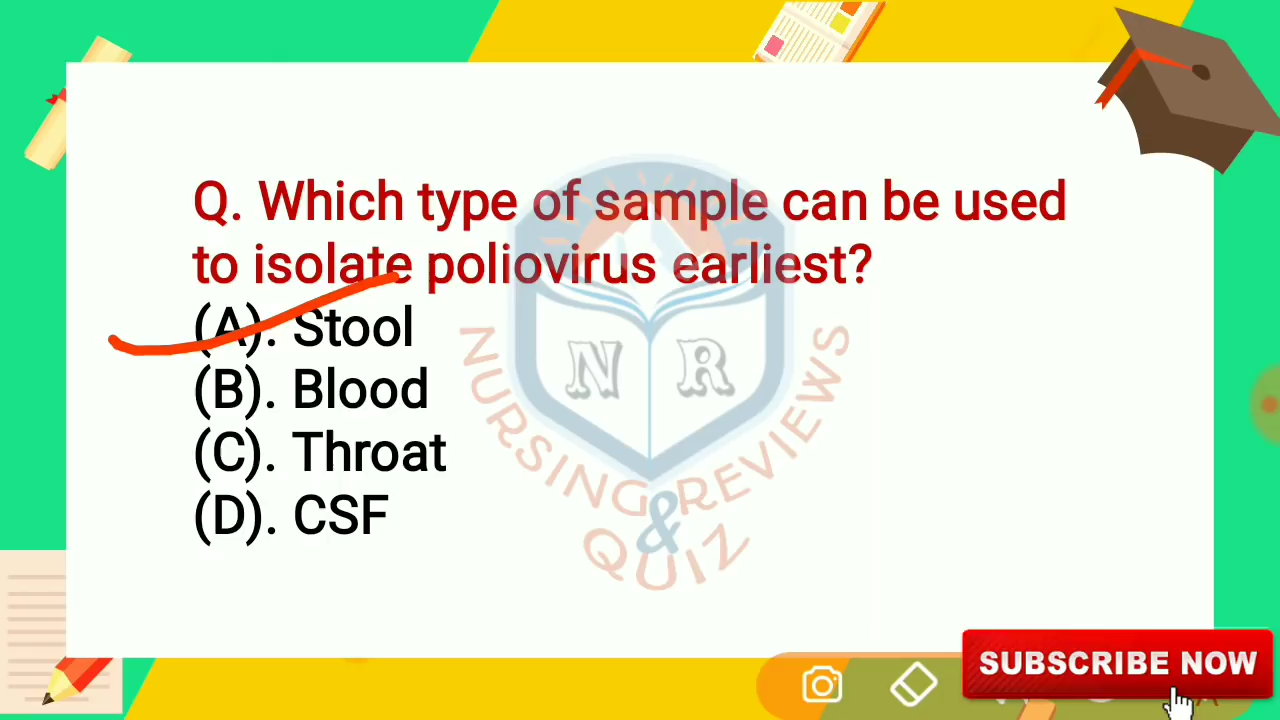 Q. Which type of sample can be used
to isolate poliovirus earliest?
(A). Stool
(B). Blood
(C). Throat
(D). CSF
N R
NURSING REVIEWS
&
QUIZ
SUBSCRIBE NOW